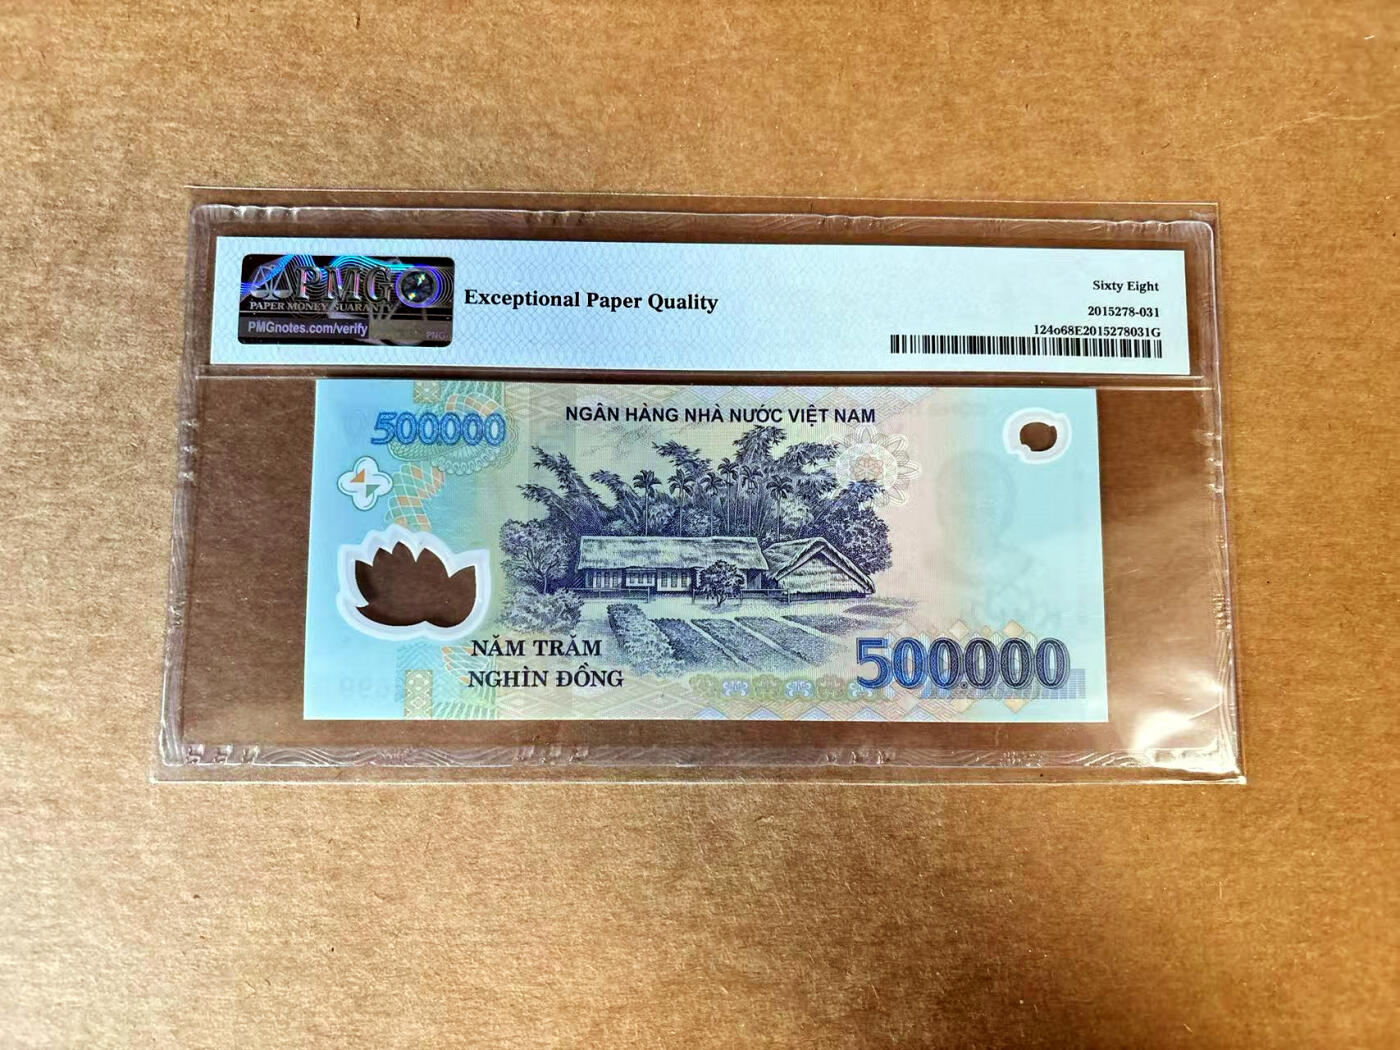 PMG
PAPER MONEY GUARANTY
PMGnotes.com/verify
PNG
Exceptional Paper Quality
Sixty Eight
2015278-031
124o68E2015278031G
500000
NGÂN HÀNG NHÀ NƯỚC VIỆT NAM
NĂM TRĂM
NGHÌN ĐỒNG
500000